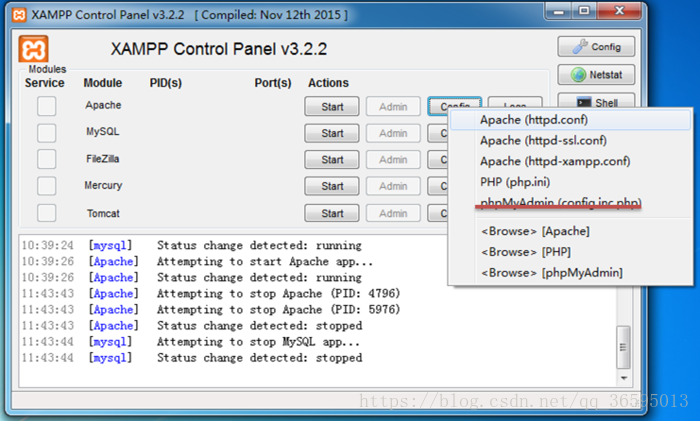 XAMPP Control Panel v3.2.2 [ Compiled: Nov 12th 2015 ]
XAMPP Control Panel v3.2.2
Config
Modules
Service Module PID(s) Port(s) Actions
Netstat
Apache Start Admin Config Logs
Shell
MySQL Start Admin
FileZilla Start Admin
Mercury Start Admin
Tomcat Start Admin
Apache (httpd.conf)
Apache (httpd-ssl.conf)
Apache (httpd-xampp.conf)
PHP (php.ini)
phpMyAdmin (config.inc.php)
<Browse> [Apache]
<Browse> [PHP]
<Browse> [phpMyAdmin]
10:39:24 [mysql] Status change detected: running
10:39:26 [Apache] Attempting to start Apache app...
10:39:26 [Apache] Status change detected: running
11:43:43 [Apache] Attempting to stop Apache (PID: 4796)
11:43:43 [Apache] Attempting to stop Apache (PID: 5976)
11:43:43 [Apache] Status change detected: stopped
11:43:44 [mysql] Attempting to stop MySQL app...
11:43:44 [mysql] Status change detected: stopped
https://blog.csdn.net/qq_36595013